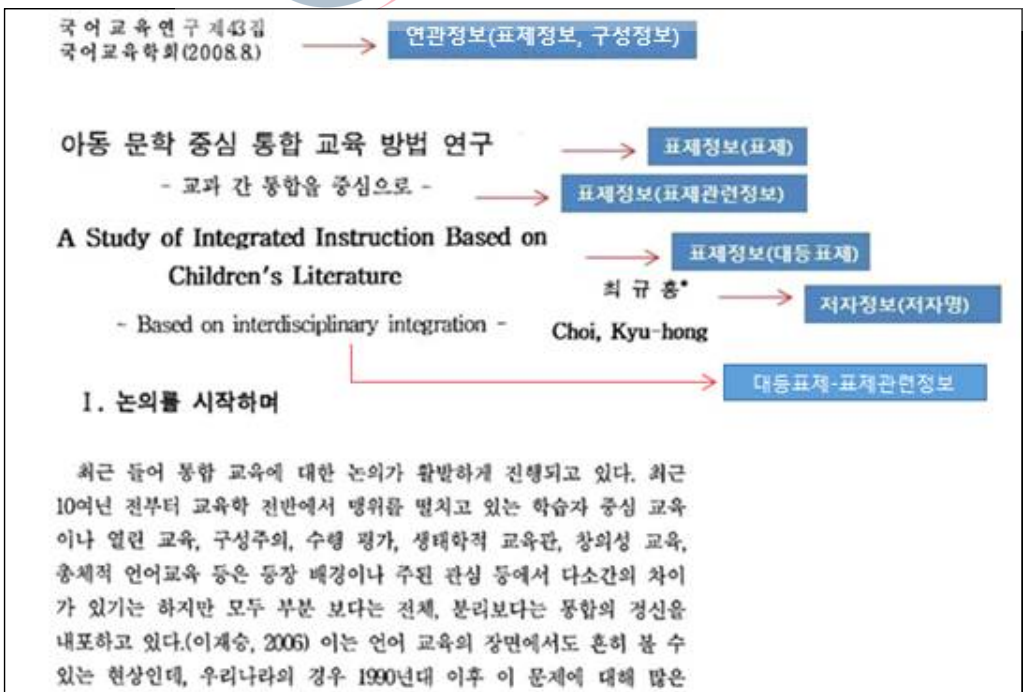 국어교육연구 제43집
국어교육학회(2008.8.)
연관정보(표제정보, 구성정보)
아동 문학 중심 통합 교육 방법 연구
표제정보(표제)
- 교과 간 통합을 중심으로 -
표제정보(표제관련정보)
A Study of Integrated Instruction Based on
Children's Literature
표제정보(대등표제)
최규홍*
저자정보(저자명)
- Based on interdisciplinary integration -
Choi, Kyu-hong
대등표제-표제관련정보
I. 논의를 시작하며
최근 들어 통합 교육에 대한 논의가 활발하게 진행되고 있다. 최근
10여년 전부터 교육학 전반에서 맹위를 떨치고 있는 학습자 중심 교육
이나 열린 교육, 구성주의, 수행 평가, 생태학적 교육관, 창의성 교육,
총체적 언어교육 등은 등장 배경이나 주된 관심 등에서 다소간의 차이
가 있기는 하지만 모두 부분 보다는 전체, 분리보다는 통합의 정신을
내포하고 있다.(이재승, 2006) 이는 언어 교육의 장면에서도 흔히 볼 수
있는 현상인데, 우리나라의 경우 1990년대 이후 이 문제에 대해 많은